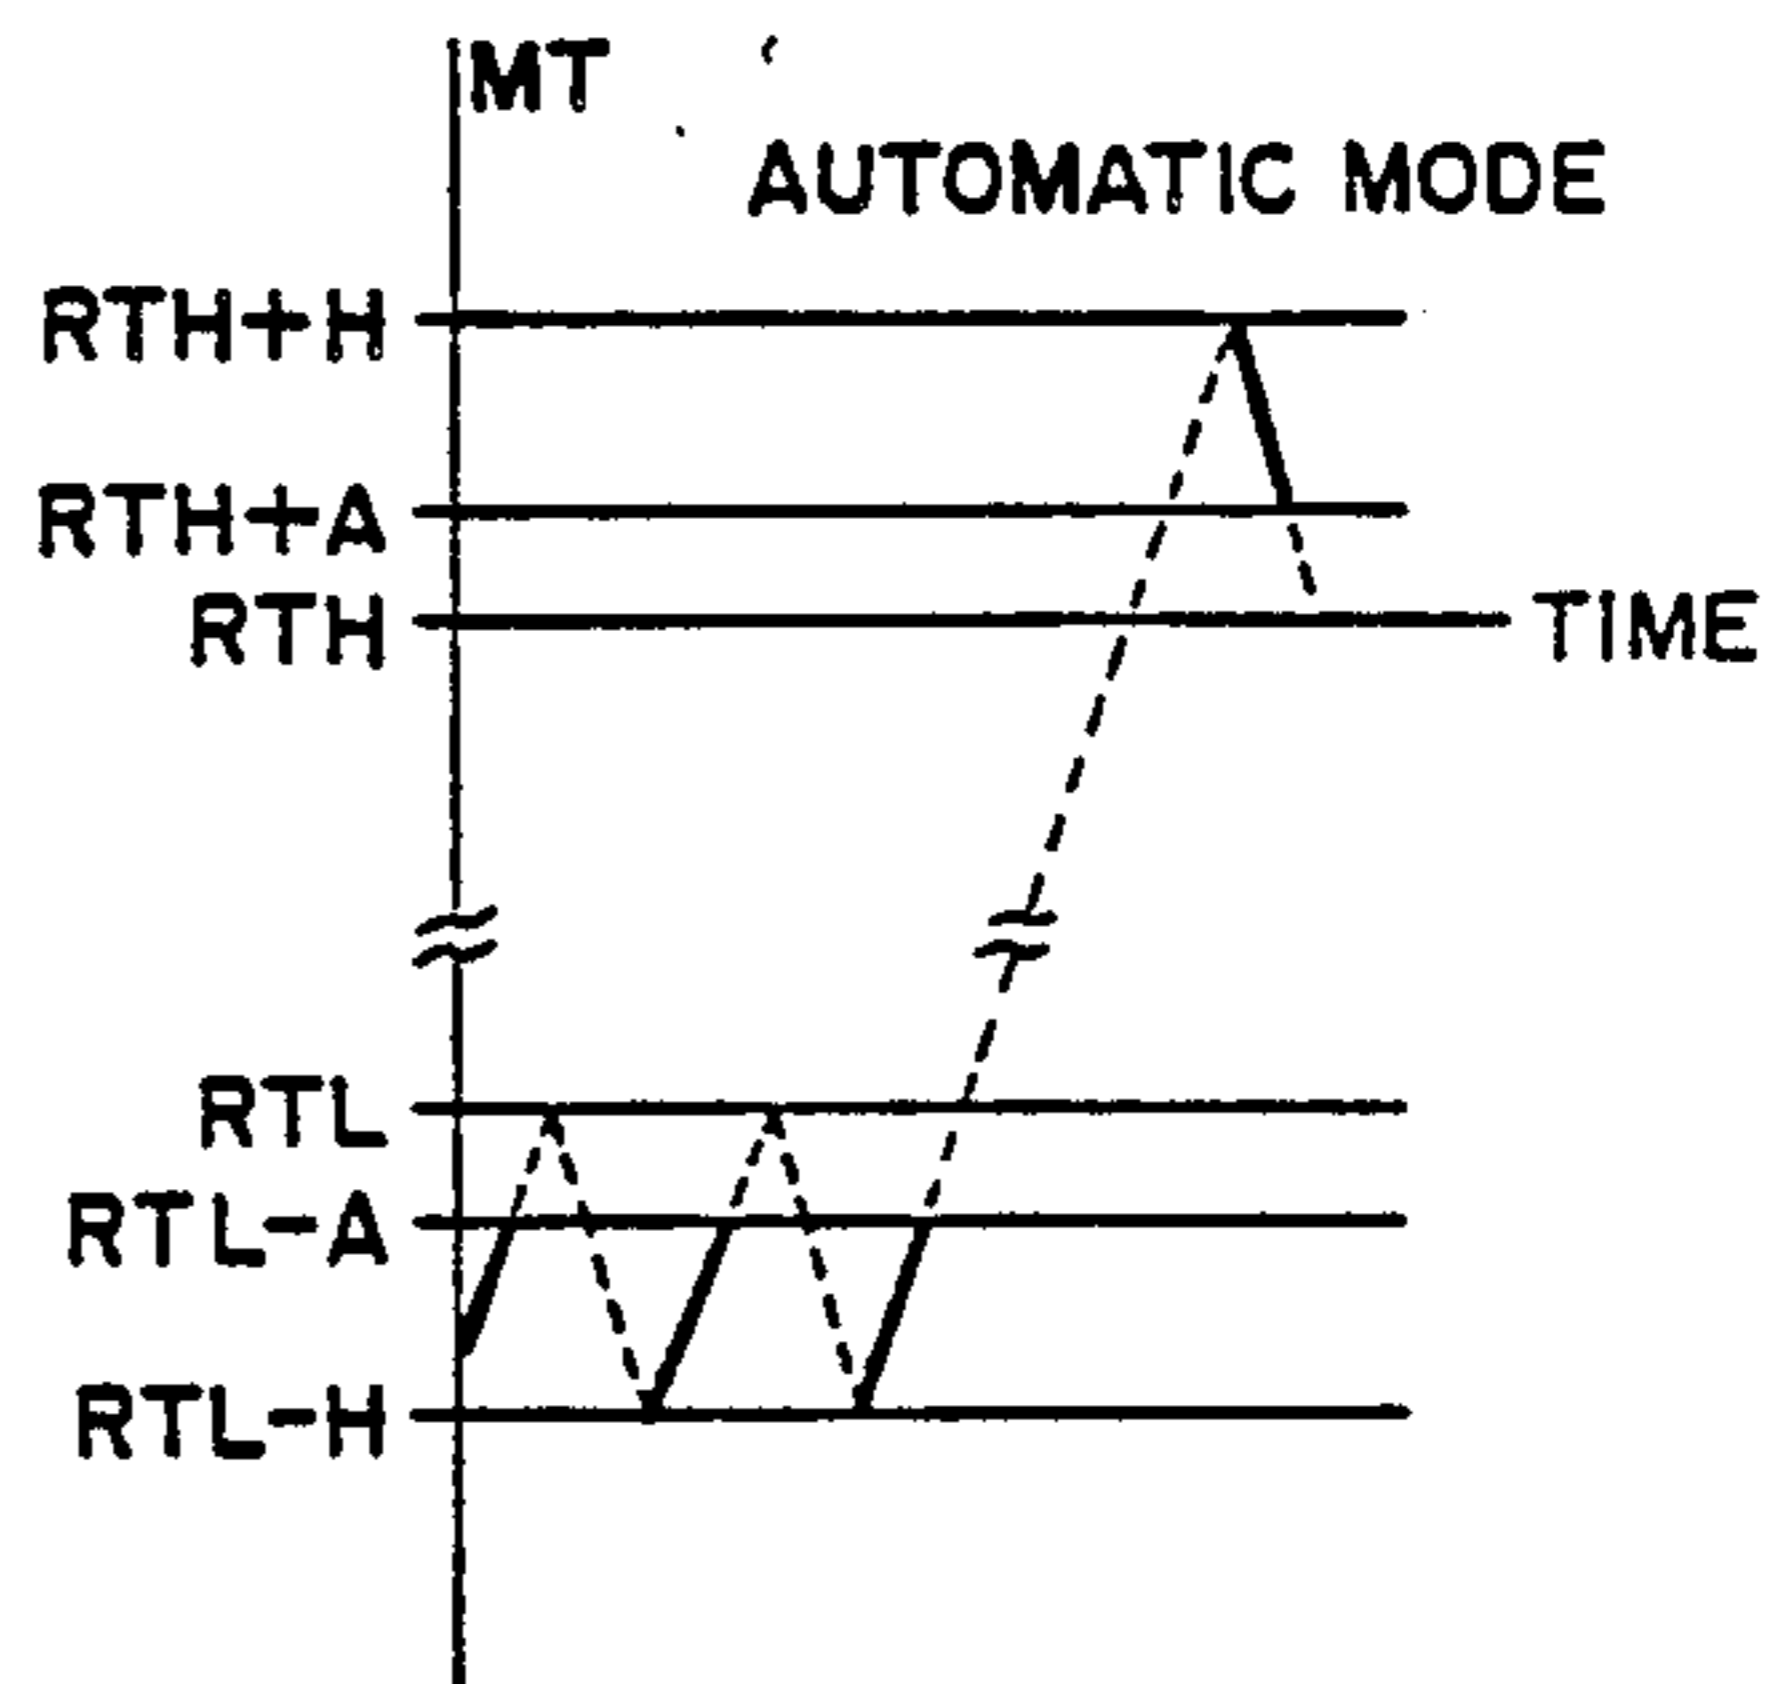 MT
AUTOMATIC MODE
RTH+H
RTH+A
RTH
TIME
RTL
RTL-A
RTL-H